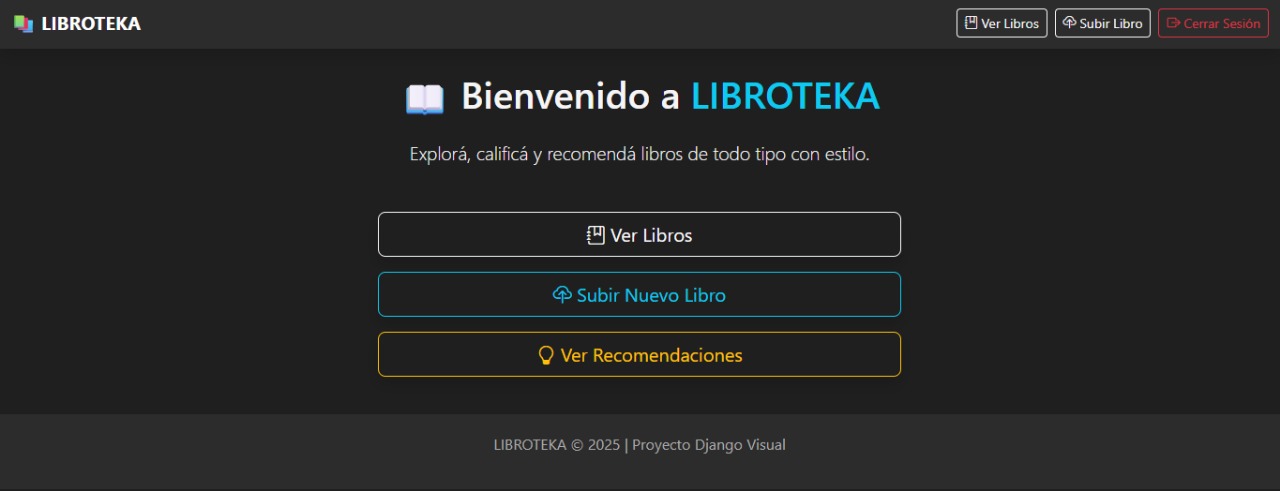 LIBROTEKA
Ver Libros
Subir Libro
Cerrar Sesión
Bienvenido a LIBROTEKA
Explorá, calificá y recomendá libros de todo tipo con estilo.
Ver Libros
Subir Nuevo Libro
Ver Recomendaciones
LIBROTEKA © 2025 | Proyecto Django Visual